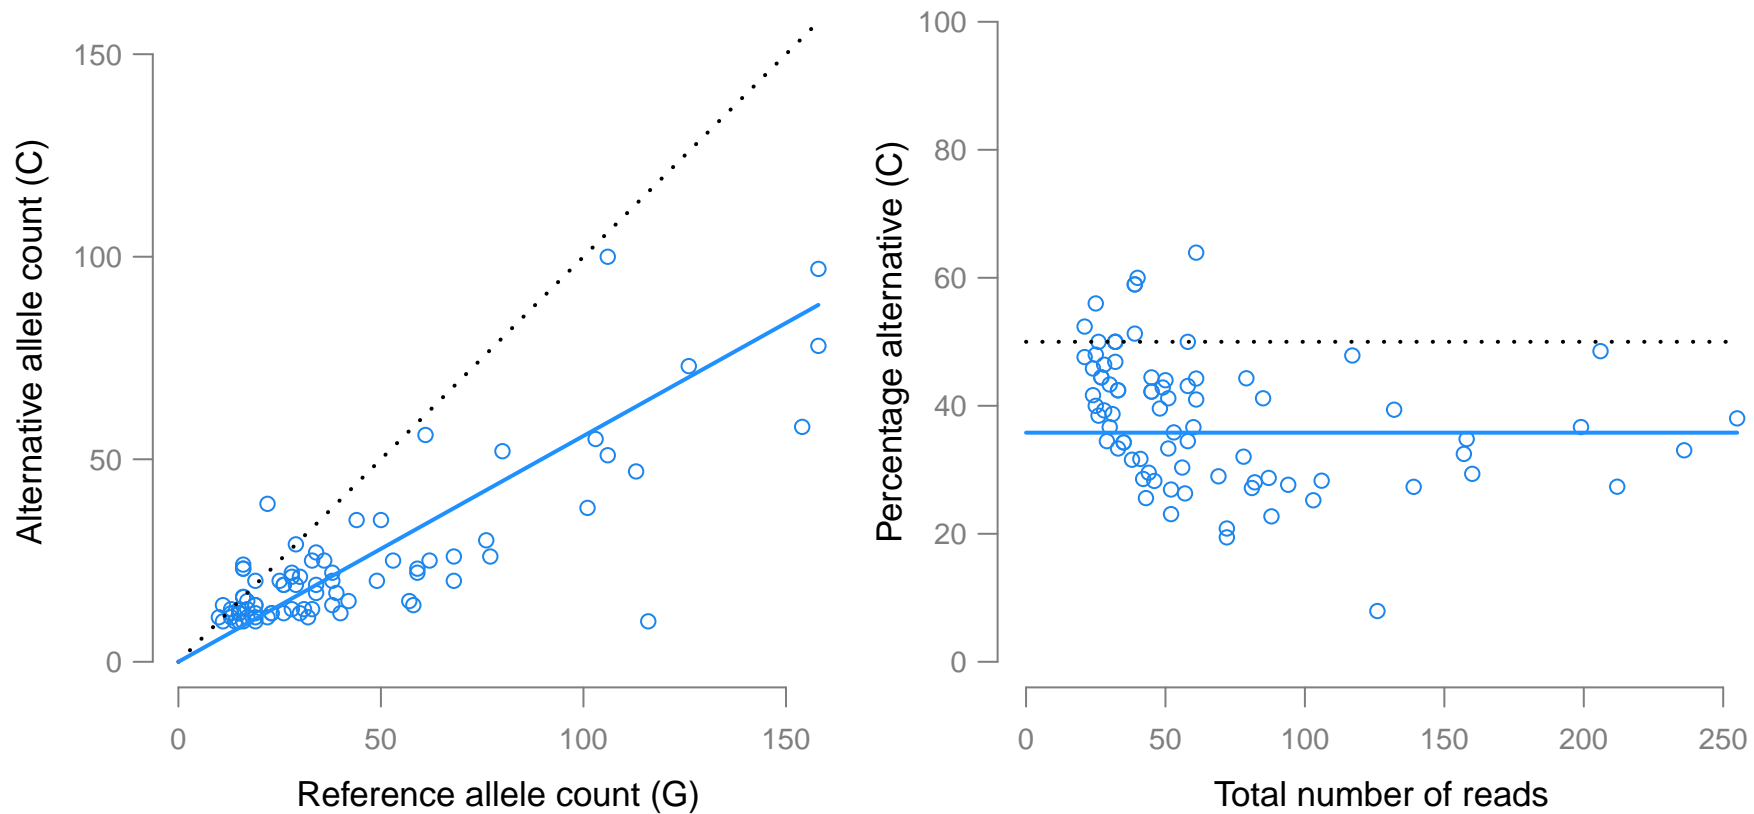 Alternative allele count (C)
150
100
50
0
0 50 100 150
Reference allele count (G)
Percentage alternative (C)
100
80
60
40
20
0
0 50 100 150 200 250
Total number of reads